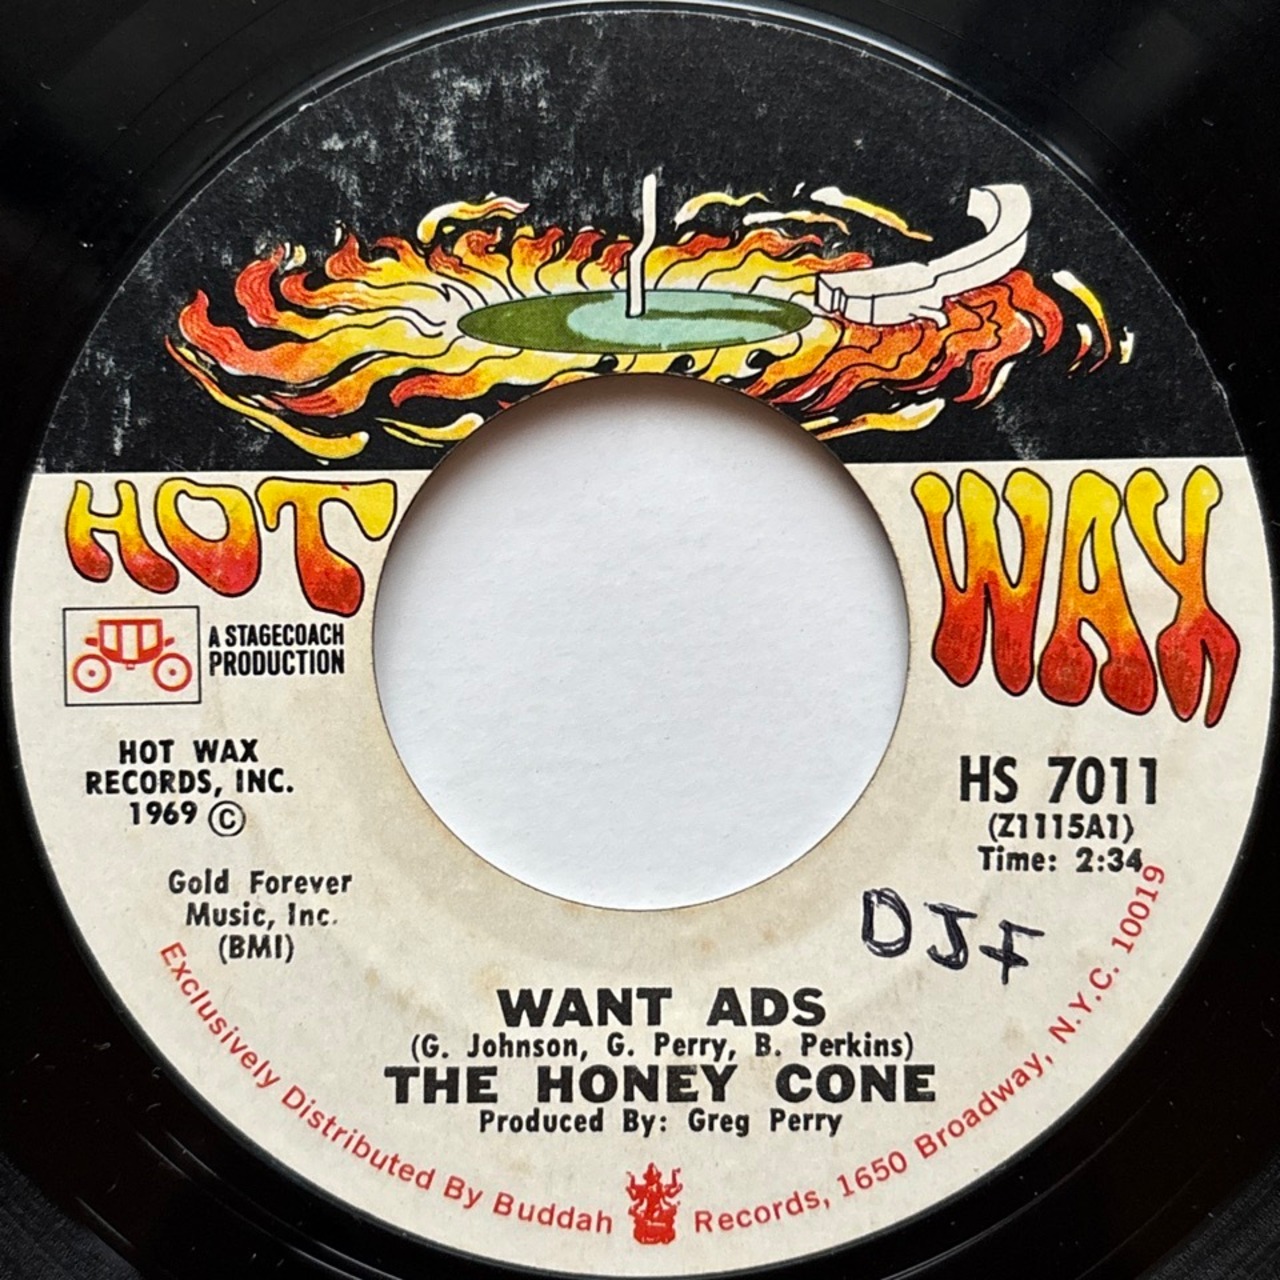 HOT WAX
A STAGECOACH
PRODUCTION
HOT WAX
RECORDS, INC.
1969 ©
Gold Forever
Music, Inc.
(BMI)
HS 7011
(Z1115A1)
Time: 2:34
DJF
WANT ADS
(G. Johnson, G. Perry, B. Perkins)
THE HONEY CONE
Produced By: Greg Perry
Exclusively Distributed By Buddah Records, 1650 Broadway, N.Y.C. 10019